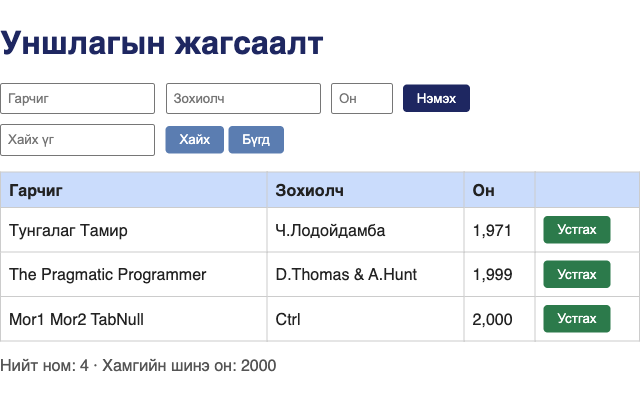 Уншлагын жагсаалт
Гарчиг Зохиолч Он Нэмэх
Хайх үг Хайх Бүгд
Гарчиг Зохиолч Он
Тунгалаг Тамир Ч.Лодойдамба 1,971 Устгах
The Pragmatic Programmer D.Thomas & A.Hunt 1,999 Устгах
Mor1 Mor2 TabNull Ctrl 2,000 Устгах
Нийт ном: 4 · Хамгийн шинэ он: 2000